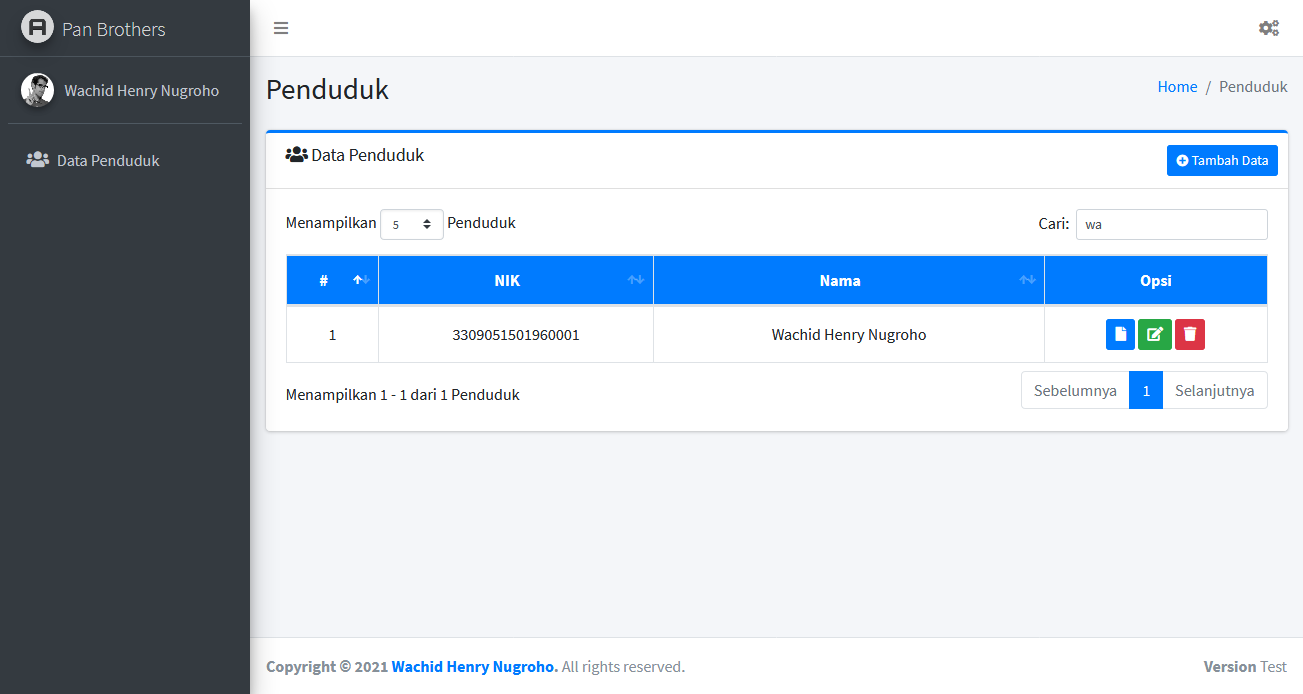 Pan Brothers
Wachid Henry Nugroho
Data Penduduk
Penduduk
Home / Penduduk
Data Penduduk
Tambah Data
Menampilkan 5 Penduduk
Cari: wa
# NIK Nama Opsi
1 3309051501960001 Wachid Henry Nugroho
Menampilkan 1 - 1 dari 1 Penduduk
Sebelumnya 1 Selanjutnya
Copyright © 2021 Wachid Henry Nugroho. All rights reserved.
Version Test